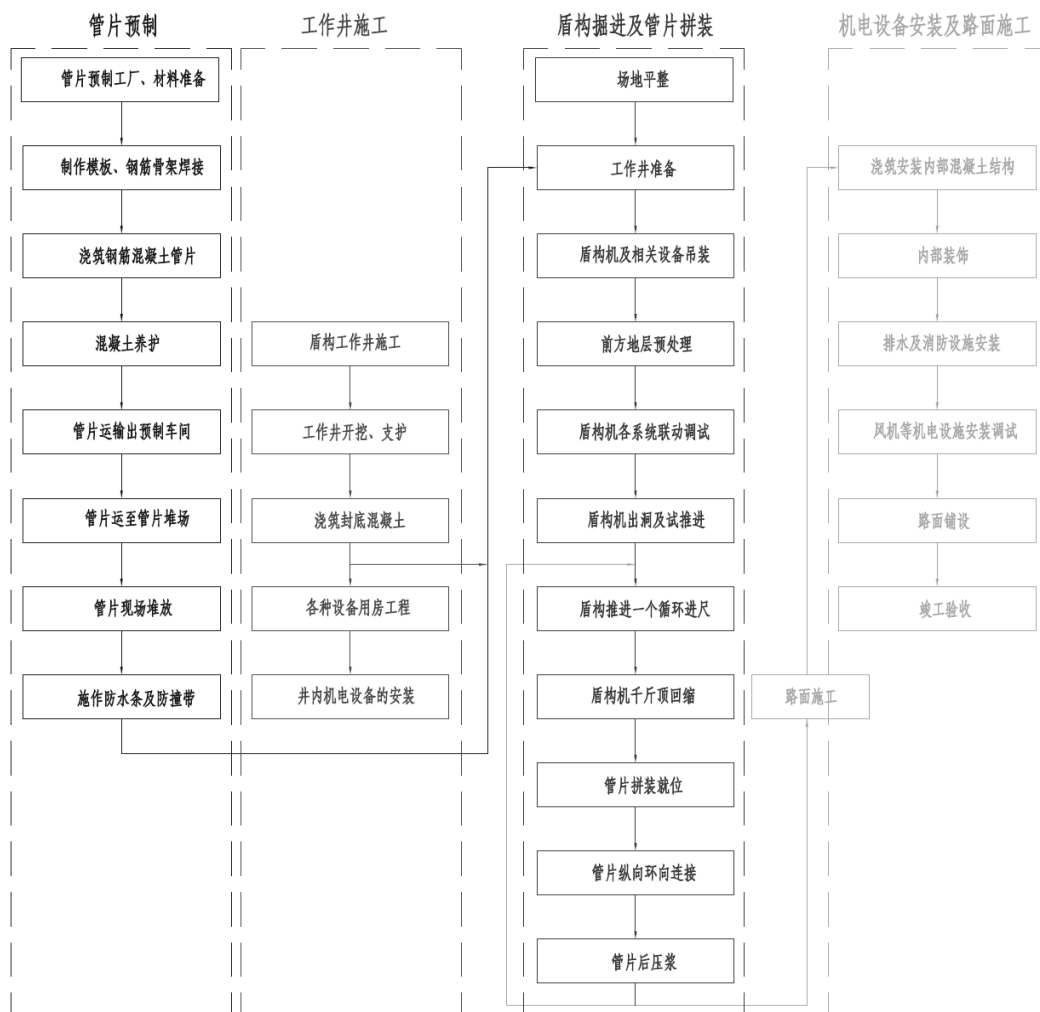 管片预制
管片预制工厂、材料准备
制作模板、钢筋骨架焊接
浇筑钢筋混凝土管片
混凝土养护
管片运输出预制车间
管片运至管片堆场
管片现场堆放
施作防水条及防撞带
工作井施工
盾构工作井施工
工作井开挖、支护
浇筑封底混凝土
各种设备用房工程
井内机电设备的安装
盾构掘进及管片拼装
场地平整
工作井准备
盾构机及相关设备吊装
前方地层预处理
盾构机各系统联动调试
盾构机出洞及试推进
盾构推进一个循环进尺
盾构机千斤顶回缩
管片拼装就位
管片纵向环向连接
管片后压浆
路面施工
机电设备安装及路面施工
浇筑安装内部混凝土结构
内部装饰
排水及消防设施安装
风机等机电设施安装调试
路面铺设
竣工验收